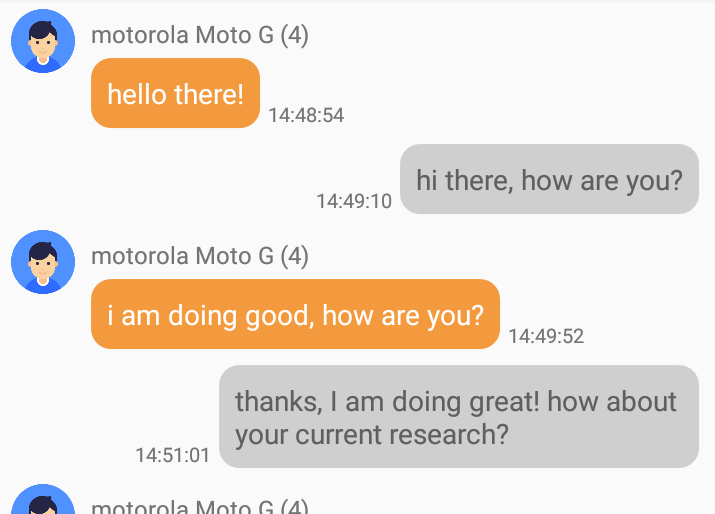 motorola Moto G (4)
hello there!
14:48:54
hi there, how are you?
14:49:10
motorola Moto G (4)
i am doing good, how are you?
14:49:52
thanks, I am doing great! how about
your current research?
14:51:01
motorola Moto G (4)